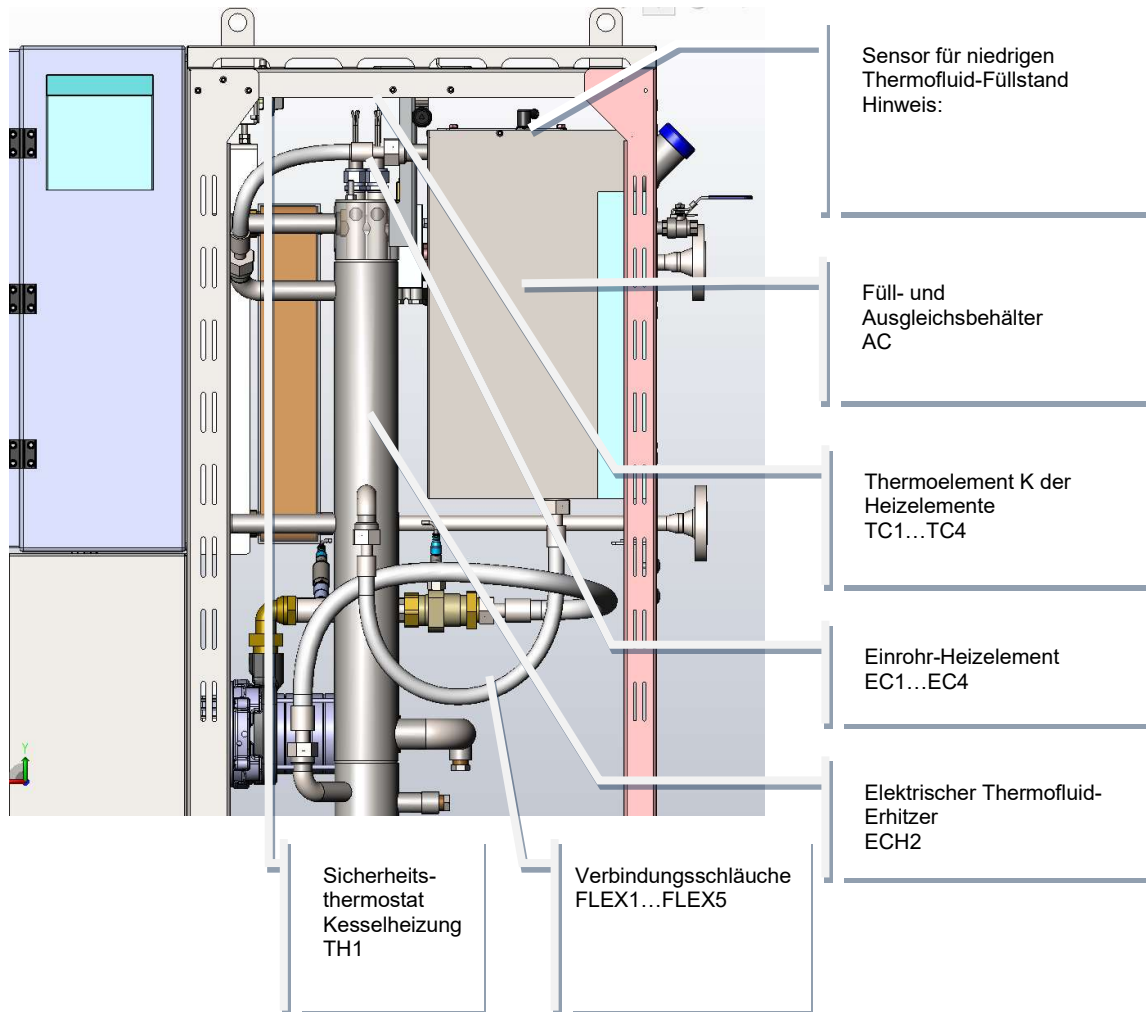 Sensor für niedrigen
Thermofluid-Füllstand
Hinweis:
Füll- und
Ausgleichsbehälter
AC
Thermoelement K der
Heizelemente
TC1…TC4
Einrohr-Heizelement
EC1…EC4
Elektrischer Thermofluid-
Erhitzer
ECH2
Sicherheits-
thermostat
Kesselheizung
TH1
Verbindungsschläuche
FLEX1…FLEX5
Y